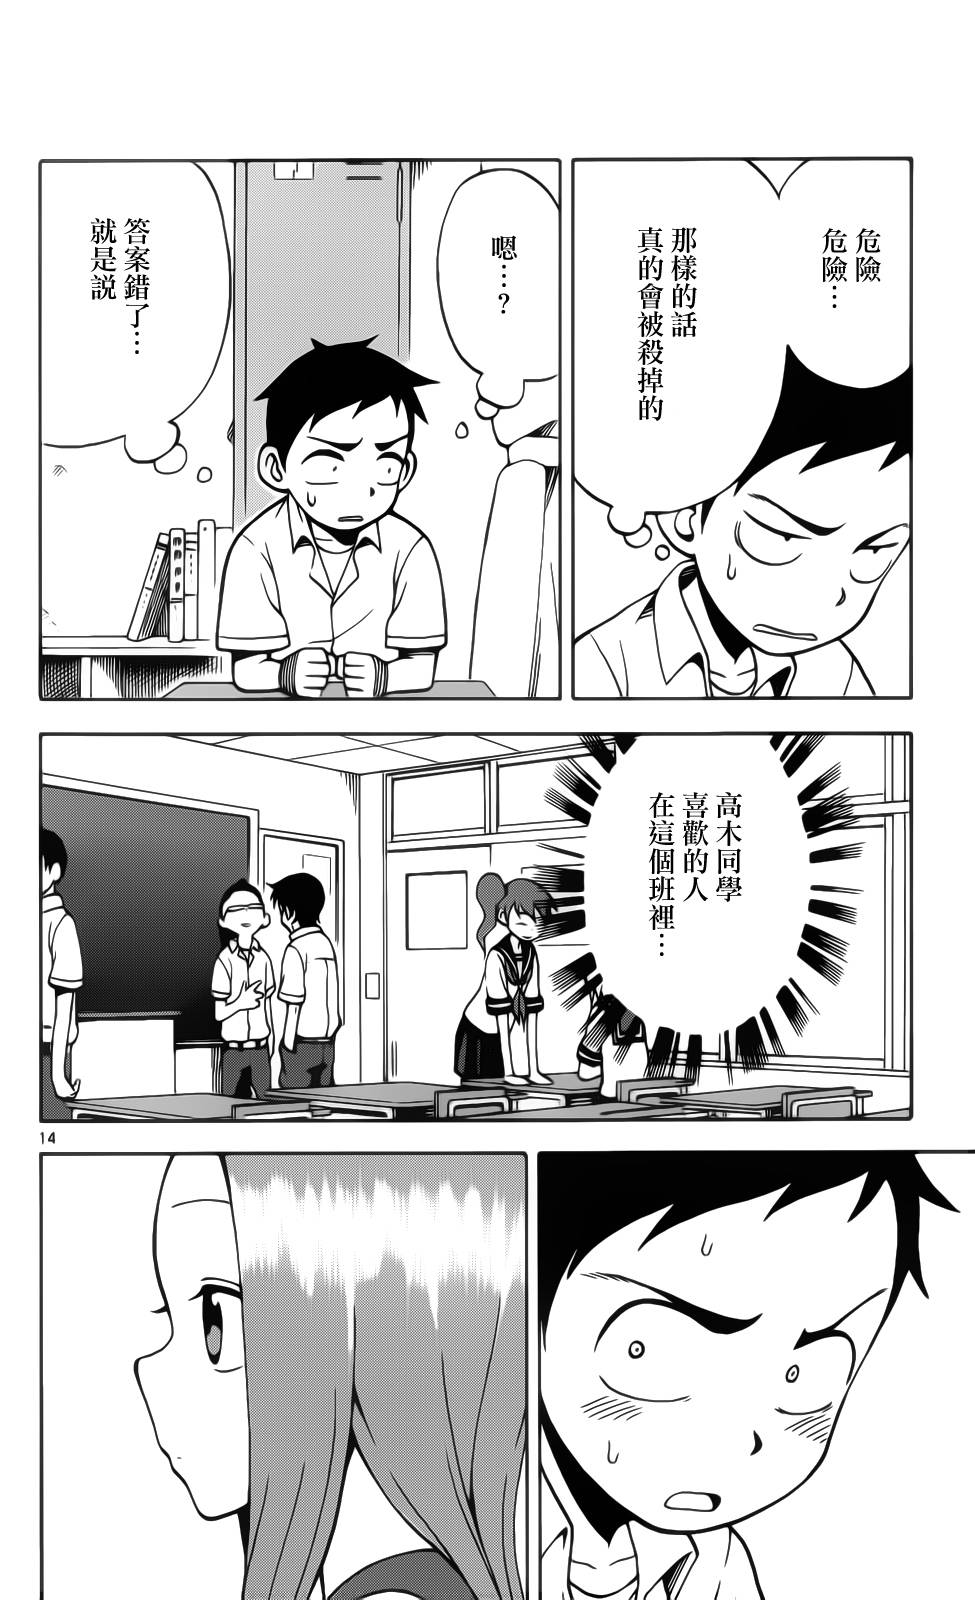 危險
危險…
那樣的話
真的會被殺掉的
嗯…?
答案錯了…
就是說
高木同學
喜歡的人
在這個班裡…
14